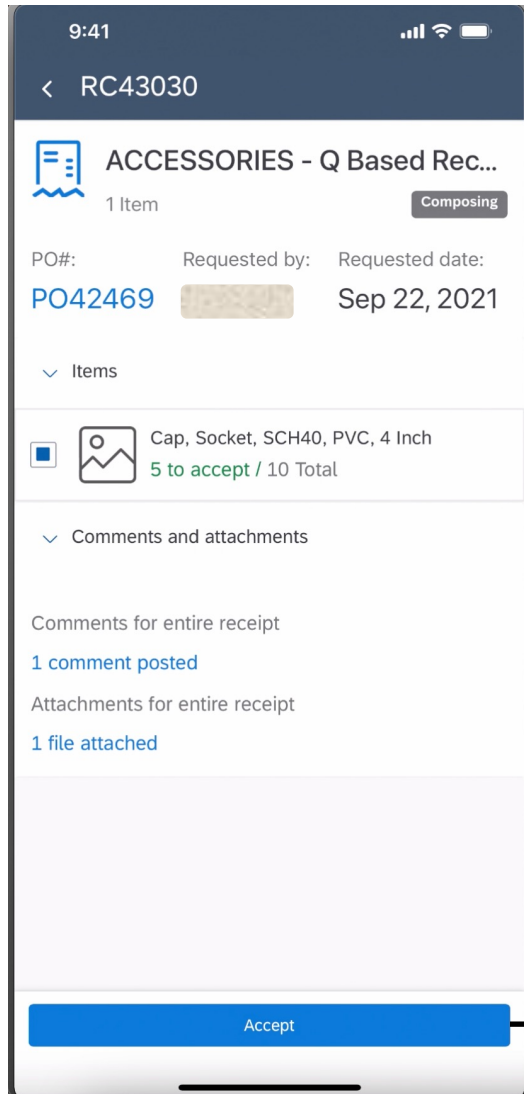 9:41
RC43030
ACCESSORIES - Q Based Rec...
1 Item
Composing
PO#:
Requested by:
Requested date:
PO42469
Sep 22, 2021
Items
Cap, Socket, SCH40, PVC, 4 Inch
5 to accept / 10 Total
Comments and attachments
Comments for entire receipt
1 comment posted
Attachments for entire receipt
1 file attached
Accept